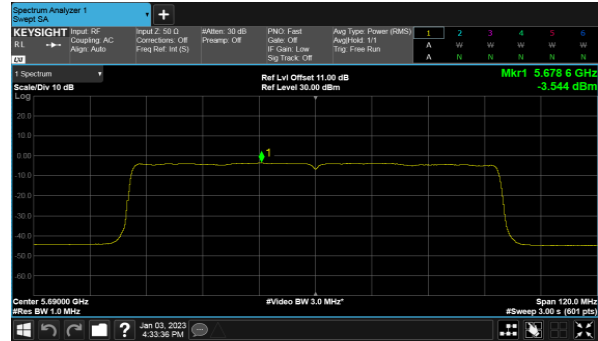 Spectrum Analyzer 1
Swept SA
KEYSIGHT Input: RF Input Z: 50 Ω #Atten: 30 dB PNO: Fast Avg Type: Power (RMS) 1 2 3 4 5 6
RL Coupling: AC Corrections: Off Preamp: Off Gate: Off Avg|Hold: 1/1 A W W W W W
Align: Auto Freq Ref: Int (S) IF Gain: Low Trig: Free Run
LXI Sig Track: Off A N N N N N
1 Spectrum Ref Lvl Offset 11.00 dB Mkr1 5.678 6 GHz
Scale/Div 10 dB Ref Level 30.00 dBm -3.544 dBm
Log
20.0
10.0
0.00 1
-10.0
-20.0
-30.0
-40.0
-50.0
-60.0
Center 5.69000 GHz #Video BW 3.0 MHz* Span 120.0 MHz
#Res BW 1.0 MHz #Sweep 3.00 s (601 pts)
? Jan 03, 2023
4:33:36 PM